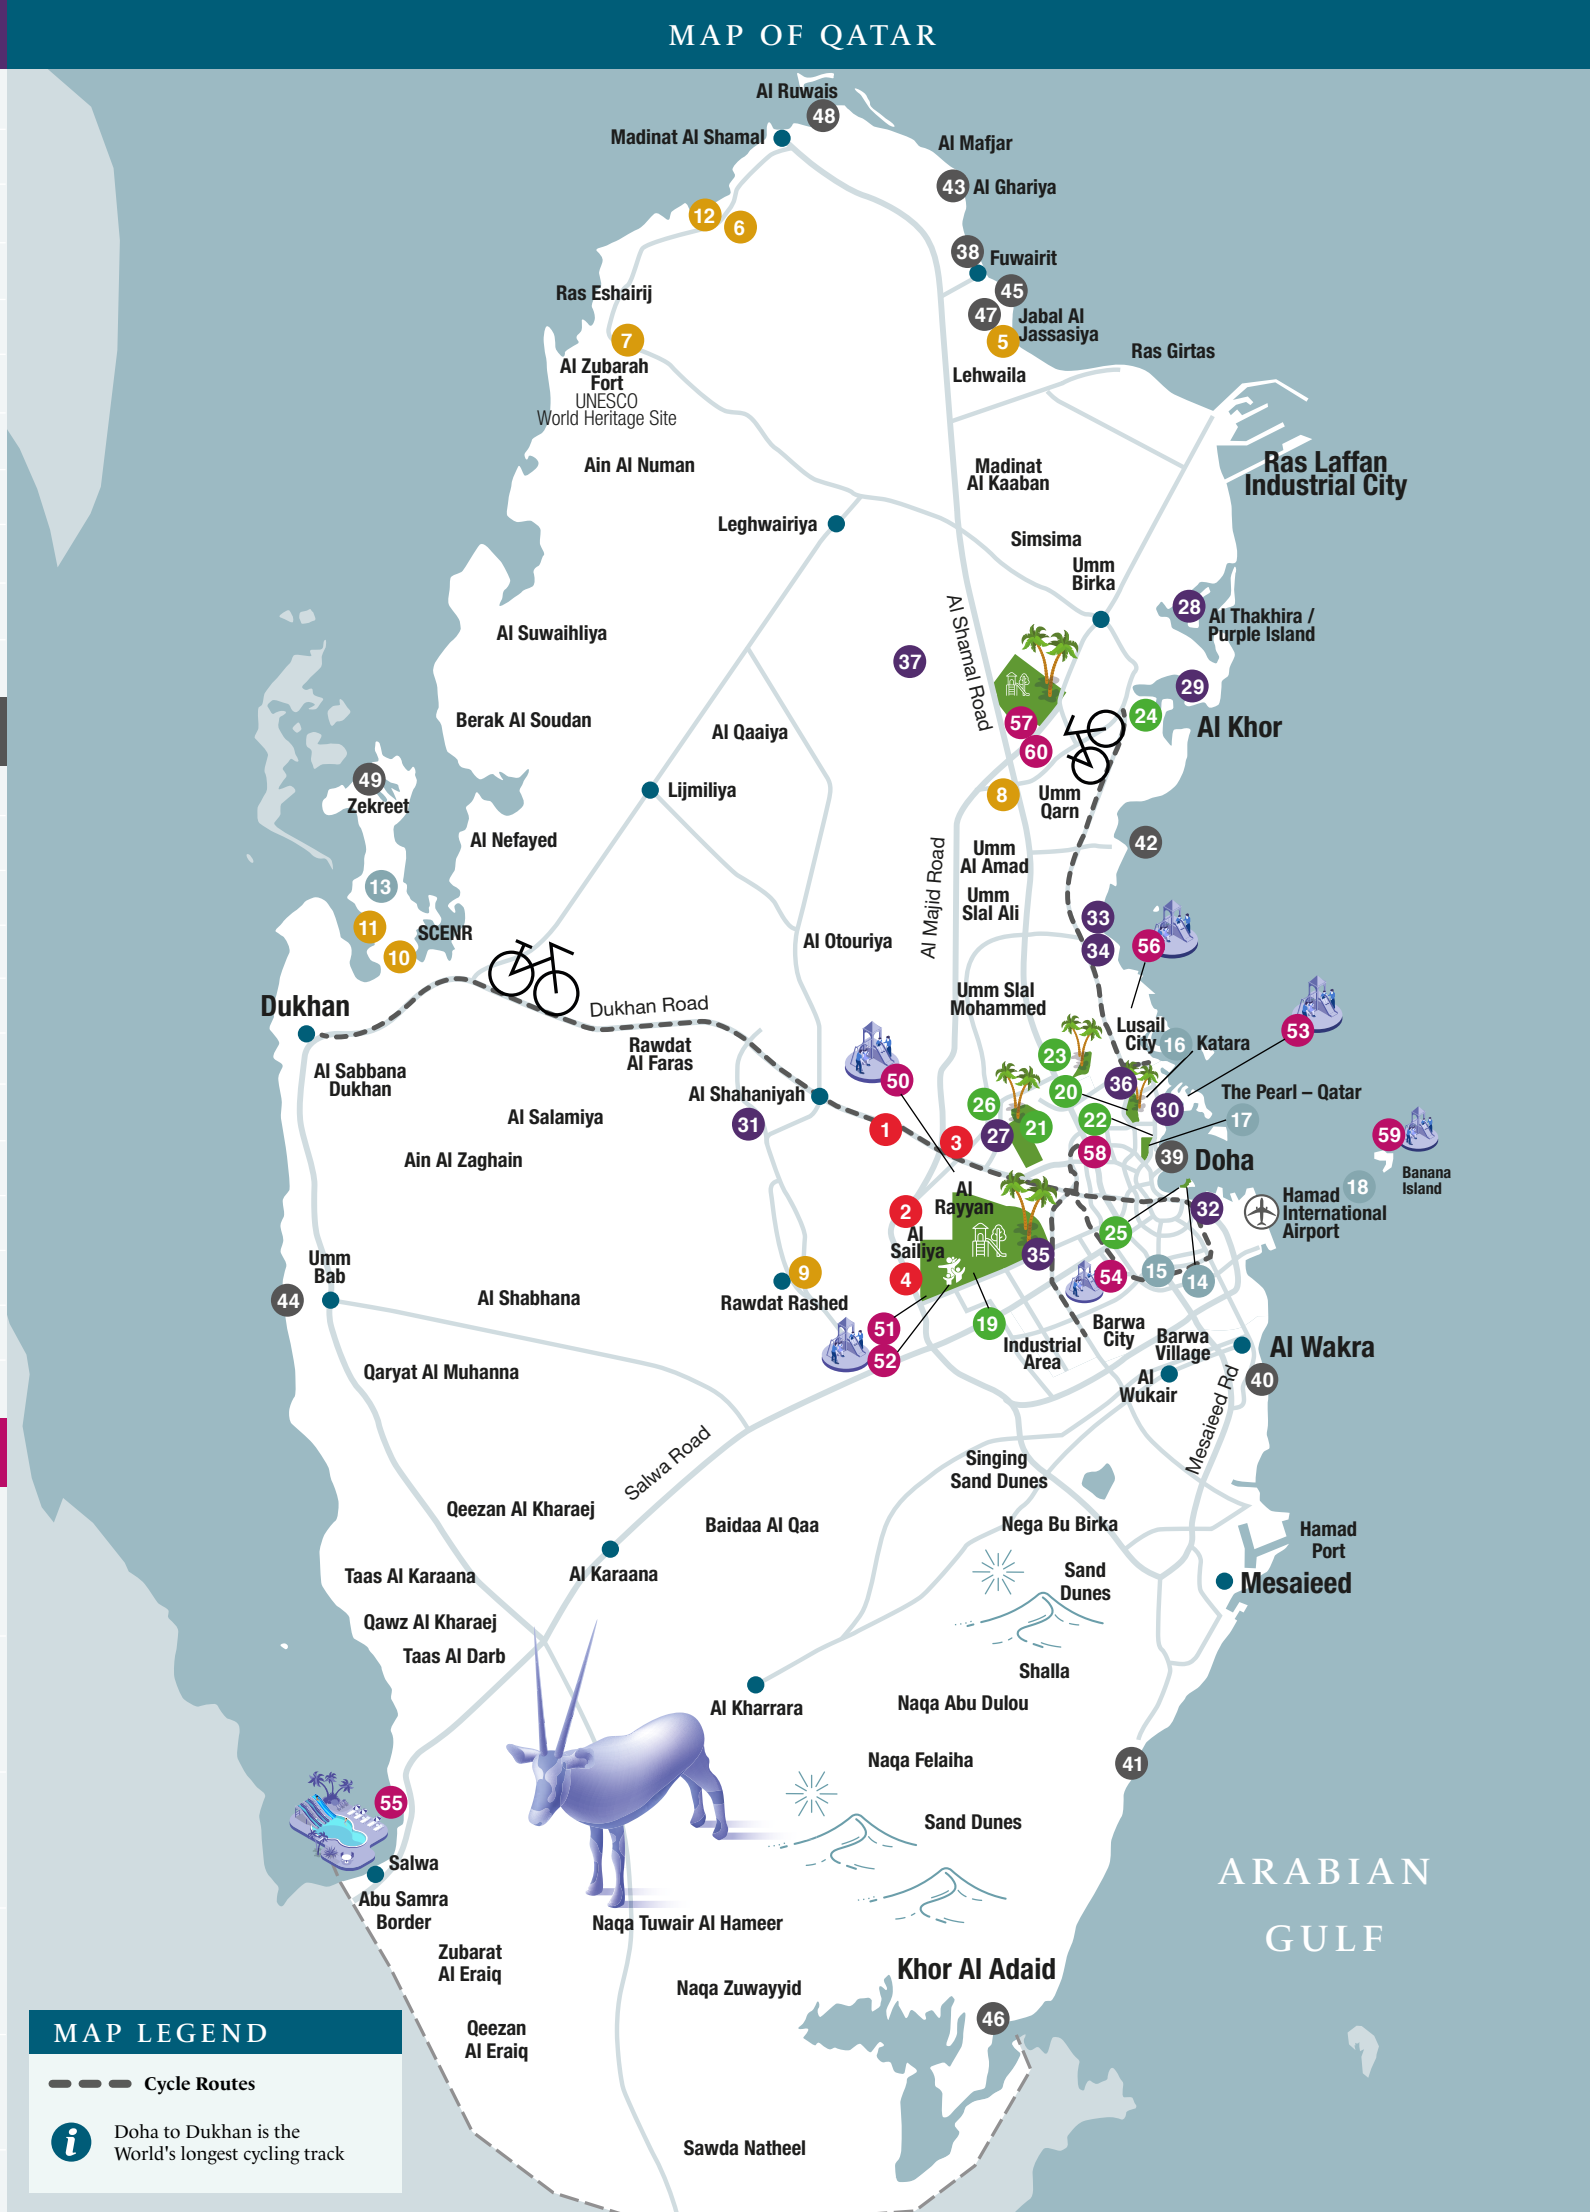 MAP OF QATAR
Al Ruwais
48
Madinat Al Shamal
Al Mafjar
43 Al Ghariya
12
6
38
Fuwairit
Ras Eshairij
45
47
Jabal Al
Jassasiya
7
5
Ras Girtas
Al Zubarah
Fort
UNESCO
World Heritage Site
Lehwaila
Ain Al Numan
Madinat
Al Kaaban
Ras Laffan
Industrial City
Leghwairiya
Simsima
Umm
Birka
Al Shamal Road
28
Al Thakhira /
Purple Island
Al Suwaihliya
37
29
Berak Al Soudan
Al Qaaiya
57
24
Al Khor
60
49
Zekreet
Lijmiliya
8
Umm
Qarn
Al Nefayed
42
Umm
Al Amad
Al Majid Road
13
Umm
Slal Ali
11
SCENR
33
10
Al Otouriya
34
56
Dukhan
Dukhan Road
Umm Slal
Mohammed
53
Rawdat
Al Faras
Lusail
City
16
Katara
23
Al Sabbana
Dukhan
50
36
Al Shahaniyah
20
The Pearl – Qatar
26
30
Al Salamiya
31
1
3
27
21
22
17
59
58
39
Doha
Ain Al Zaghain
Banana
Island
18
Al
Rayyan
2
32
Hamad
International
Airport
Al
Sailiya
25
35
Umm
Bab
9
4
54
15
14
44
Al Shabhana
Rawdat Rashed
19
51
Barwa
City
Barwa
Village
Industrial
Area
52
Al Wakra
Qaryat Al Muhanna
Al
Wukair
40
Mesaieed Rd
Salwa Road
Singing
Sand Dunes
Qeezan Al Kharaej
Baidaa Al Qaa
Nega Bu Birka
Hamad
Port
Taas Al Karaana
Al Karaana
Sand
Dunes
Mesaieed
Qawz Al Kharaej
Taas Al Darb
Shalla
Al Kharrara
Naqa Abu Dulou
Naqa Felaiha
41
55
Sand Dunes
Salwa
ARABIAN
GULF
Abu Samra
Border
Naqa Tuwair Al Hameer
Zubarat
Al Eraiq
Khor Al Adaid
Naqa Zuwayyid
46
Qeezan
Al Eraiq
Sawda Natheel
MAP LEGEND
Cycle Routes
i
Doha to Dukhan is the
World's longest cycling track